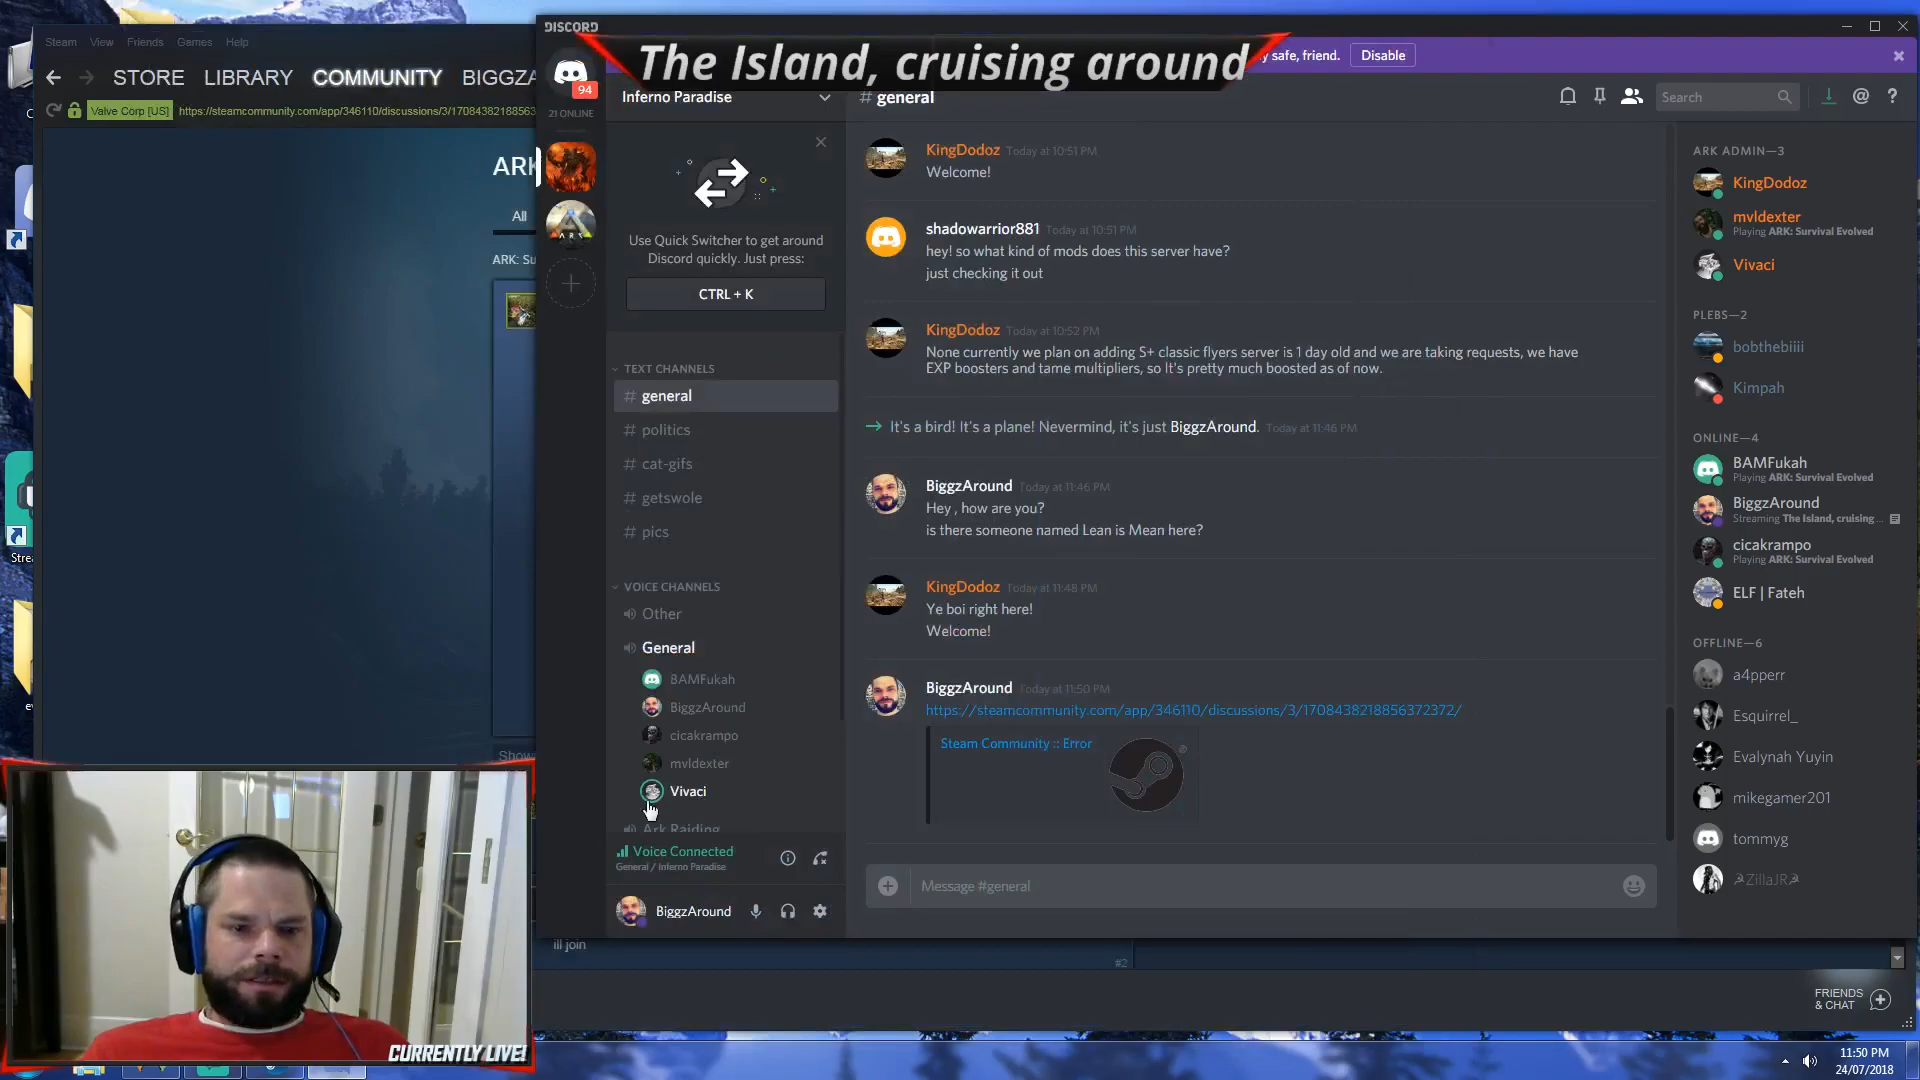 Steam View Friends Games Help
STORE LIBRARY COMMUNITY BIGGZA
Valve Corp [US] https://steamcommunity.com/app/346110/discussions/3/17084382188563
ARK
All
ARK: Su
DISCORD
The Island, cruising around
y safe, friend. Disable
94
21 ONLINE
ARK
Inferno Paradise
# general
Search
Use Quick Switcher to get around
Discord quickly. Just press:
CTRL + K
TEXT CHANNELS
# general
# politics
# cat-gifs
# getswole
# pics
VOICE CHANNELS
Other
General
BAMFukah
BiggzAround
cicakrampo
mvldexter
Vivaci
Ark Raiding
Voice Connected
General / Inferno Paradise
BiggzAround
KingDodoz Today at 10:51 PM
Welcome!
shadowarrior881 Today at 10:51 PM
hey! so what kind of mods does this server have?
just checking it out
KingDodoz Today at 10:52 PM
None currently we plan on adding S+ classic flyers server is 1 day old and we are taking requests, we have
EXP boosters and tame multipliers, so It's pretty much boosted as of now.
It's a bird! It's a plane! Nevermind, it's just BiggzAround. Today at 11:46 PM
BiggzAround Today at 11:46 PM
Hey , how are you?
is there someone named Lean is Mean here?
KingDodoz Today at 11:48 PM
Ye boi right here!
Welcome!
BiggzAround Today at 11:50 PM
https://steamcommunity.com/app/346110/discussions/3/1708438218856372372/
Steam Community :: Error
Message #general
ARK ADMIN—3
KingDodoz
mvldexter
Playing ARK: Survival Evolved
Vivaci
PLEBS—2
bobthebiiii
Kimpah
ONLINE—4
BAMFukah
Playing ARK: Survival Evolved
BiggzAround
Streaming The Island, cruising ...
cicakrampo
Playing ARK: Survival Evolved
ELF | Fateh
OFFLINE—6
a4pperr
Esquirrel_
Evalynah Yuyin
mikegamer201
tommyg
ZillaJR
Show
Stre
ev
ill join
#2
FRIENDS
& CHAT
CURRENTLY LIVE!
11:50 PM
24/07/2018